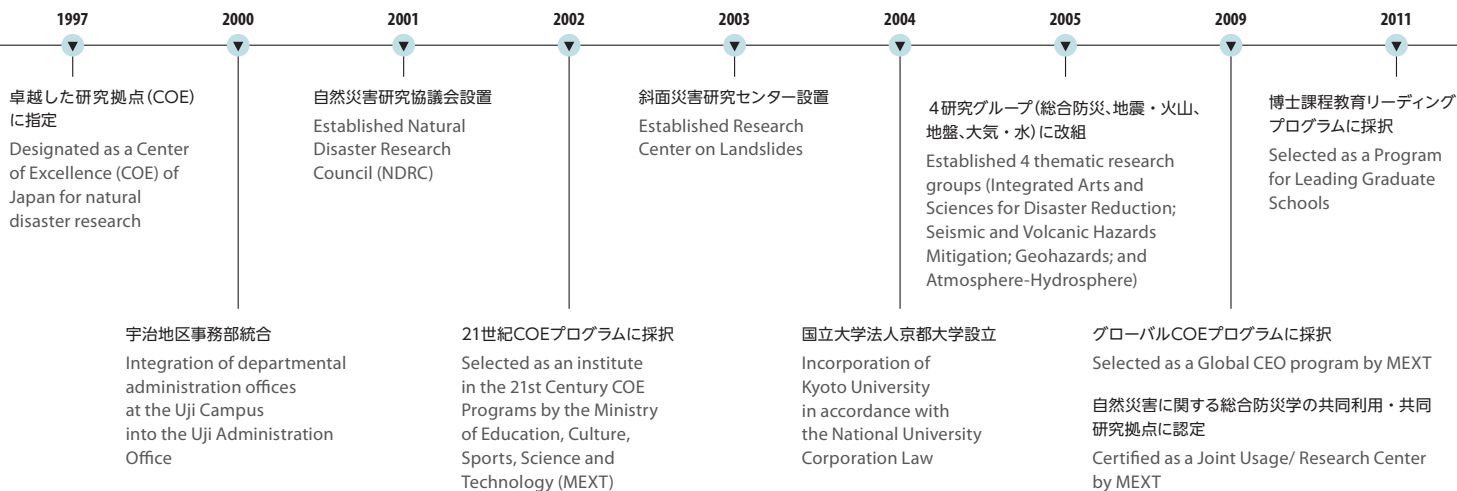 1997
2000
2001
2002
2003
2004
2005
2009
2011
卓越した研究拠点(COE)
に指定
Designated as a Center
of Excellence (COE) of
Japan for natural
disaster research
自然災害研究協議会設置
Established Natural
Disaster Research
Council (NDRC)
斜面災害研究センター設置
Established Research
Center on Landslides
4研究グループ(総合防災、地震・火山、
地盤、大気・水)に改組
Established 4 thematic research
groups (Integrated Arts and
Sciences for Disaster Reduction;
Seismic and Volcanic Hazards
Mitigation; Geohazards; and
Atmosphere-Hydrosphere)
博士課程教育リーディング
プログラムに採択
Selected as a Program
for Leading Graduate
Schools
宇治地区事務部統合
Integration of departmental
administration offices
at the Uji Campus
into the Uji Administration
Office
21世紀COEプログラムに採択
Selected as an institute
in the 21st Century COE
Programs by the Ministry
of Education, Culture,
Sports, Science and
Technology (MEXT)
国立大学法人京都大学設立
Incorporation of
Kyoto University
in accordance with
the National University
Corporation Law
グローバルCOEプログラムに採択
Selected as a Global CEO program by MEXT
自然災害に関する総合防災学の共同利用・共同
研究拠点に認定
Certified as a Joint Usage/ Research Center
by MEXT